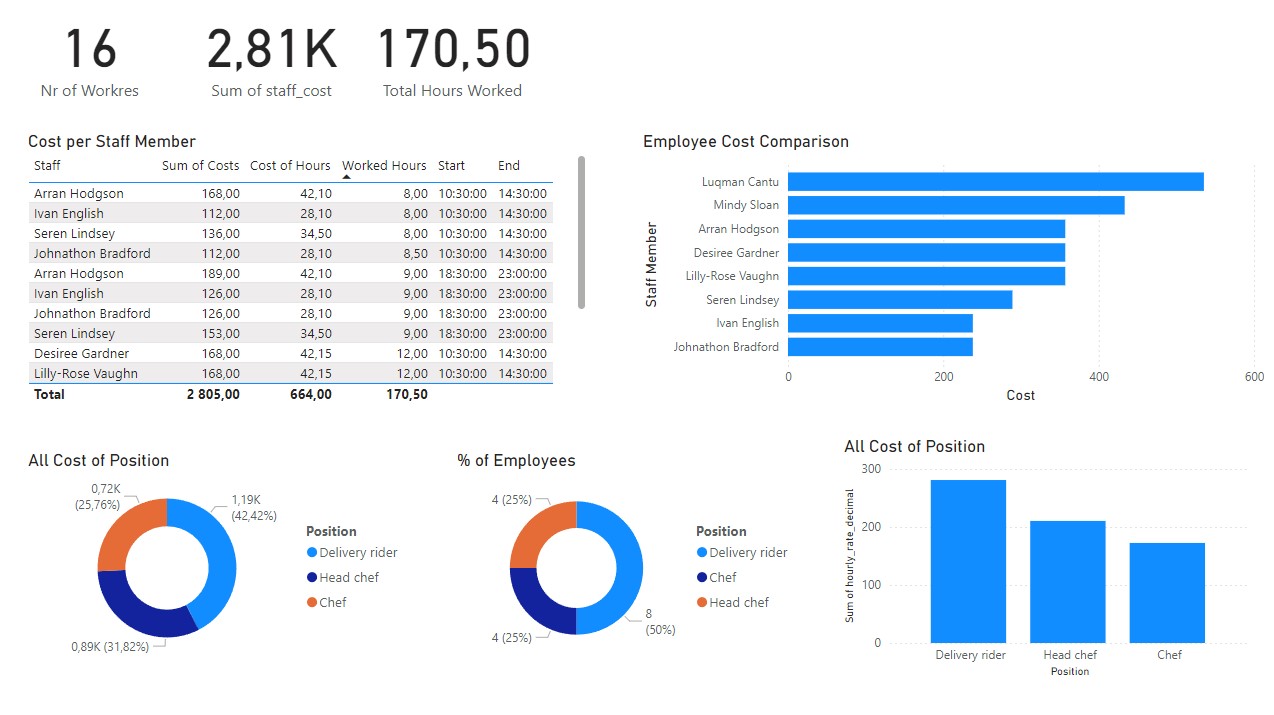 16
Nr of Workres
2,81K
Sum of staff_cost
170,50
Total Hours Worked
Cost per Staff Member
Staff Sum of Costs Cost of Hours Worked Hours Start End
Arran Hodgson 168,00 42,10 8,00 10:30:00 14:30:00
Ivan English 112,00 28,10 8,00 10:30:00 14:30:00
Seren Lindsey 136,00 34,50 8,00 10:30:00 14:30:00
Johnathon Bradford 112,00 28,10 8,50 10:30:00 14:30:00
Arran Hodgson 189,00 42,10 9,00 18:30:00 23:00:00
Ivan English 126,00 28,10 9,00 18:30:00 23:00:00
Johnathon Bradford 126,00 28,10 9,00 18:30:00 23:00:00
Seren Lindsey 153,00 34,50 9,00 18:30:00 23:00:00
Desiree Gardner 168,00 42,15 12,00 10:30:00 14:30:00
Lilly-Rose Vaughn 168,00 42,15 12,00 10:30:00 14:30:00
Total 2 805,00 664,00 170,50
Employee Cost Comparison
Staff Member
Luqman Cantu
Mindy Sloan
Arran Hodgson
Desiree Gardner
Lilly-Rose Vaughn
Seren Lindsey
Ivan English
Johnathon Bradford
0 200 400 600
Cost
All Cost of Position
0,72K
(25,76%)
1,19K
(42,42%)
0,89K (31,82%)
Position
Delivery rider
Head chef
Chef
% of Employees
4 (25%)
4 (25%)
8
(50%)
Position
Delivery rider
Chef
Head chef
All Cost of Position
Sum of hourly_rate_decimal
300
200
100
0
Delivery rider Head chef Chef
Position